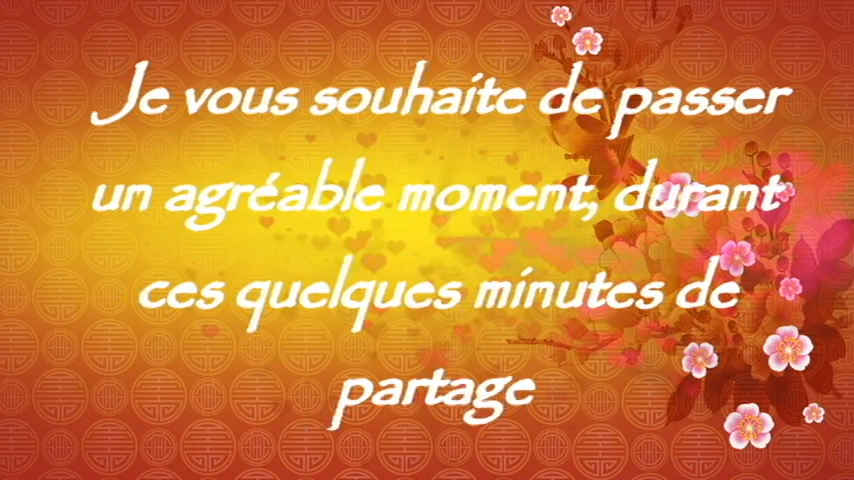 Je vous souhaite de passer
un agréable moment, durant
ces quelques minutes de
partage